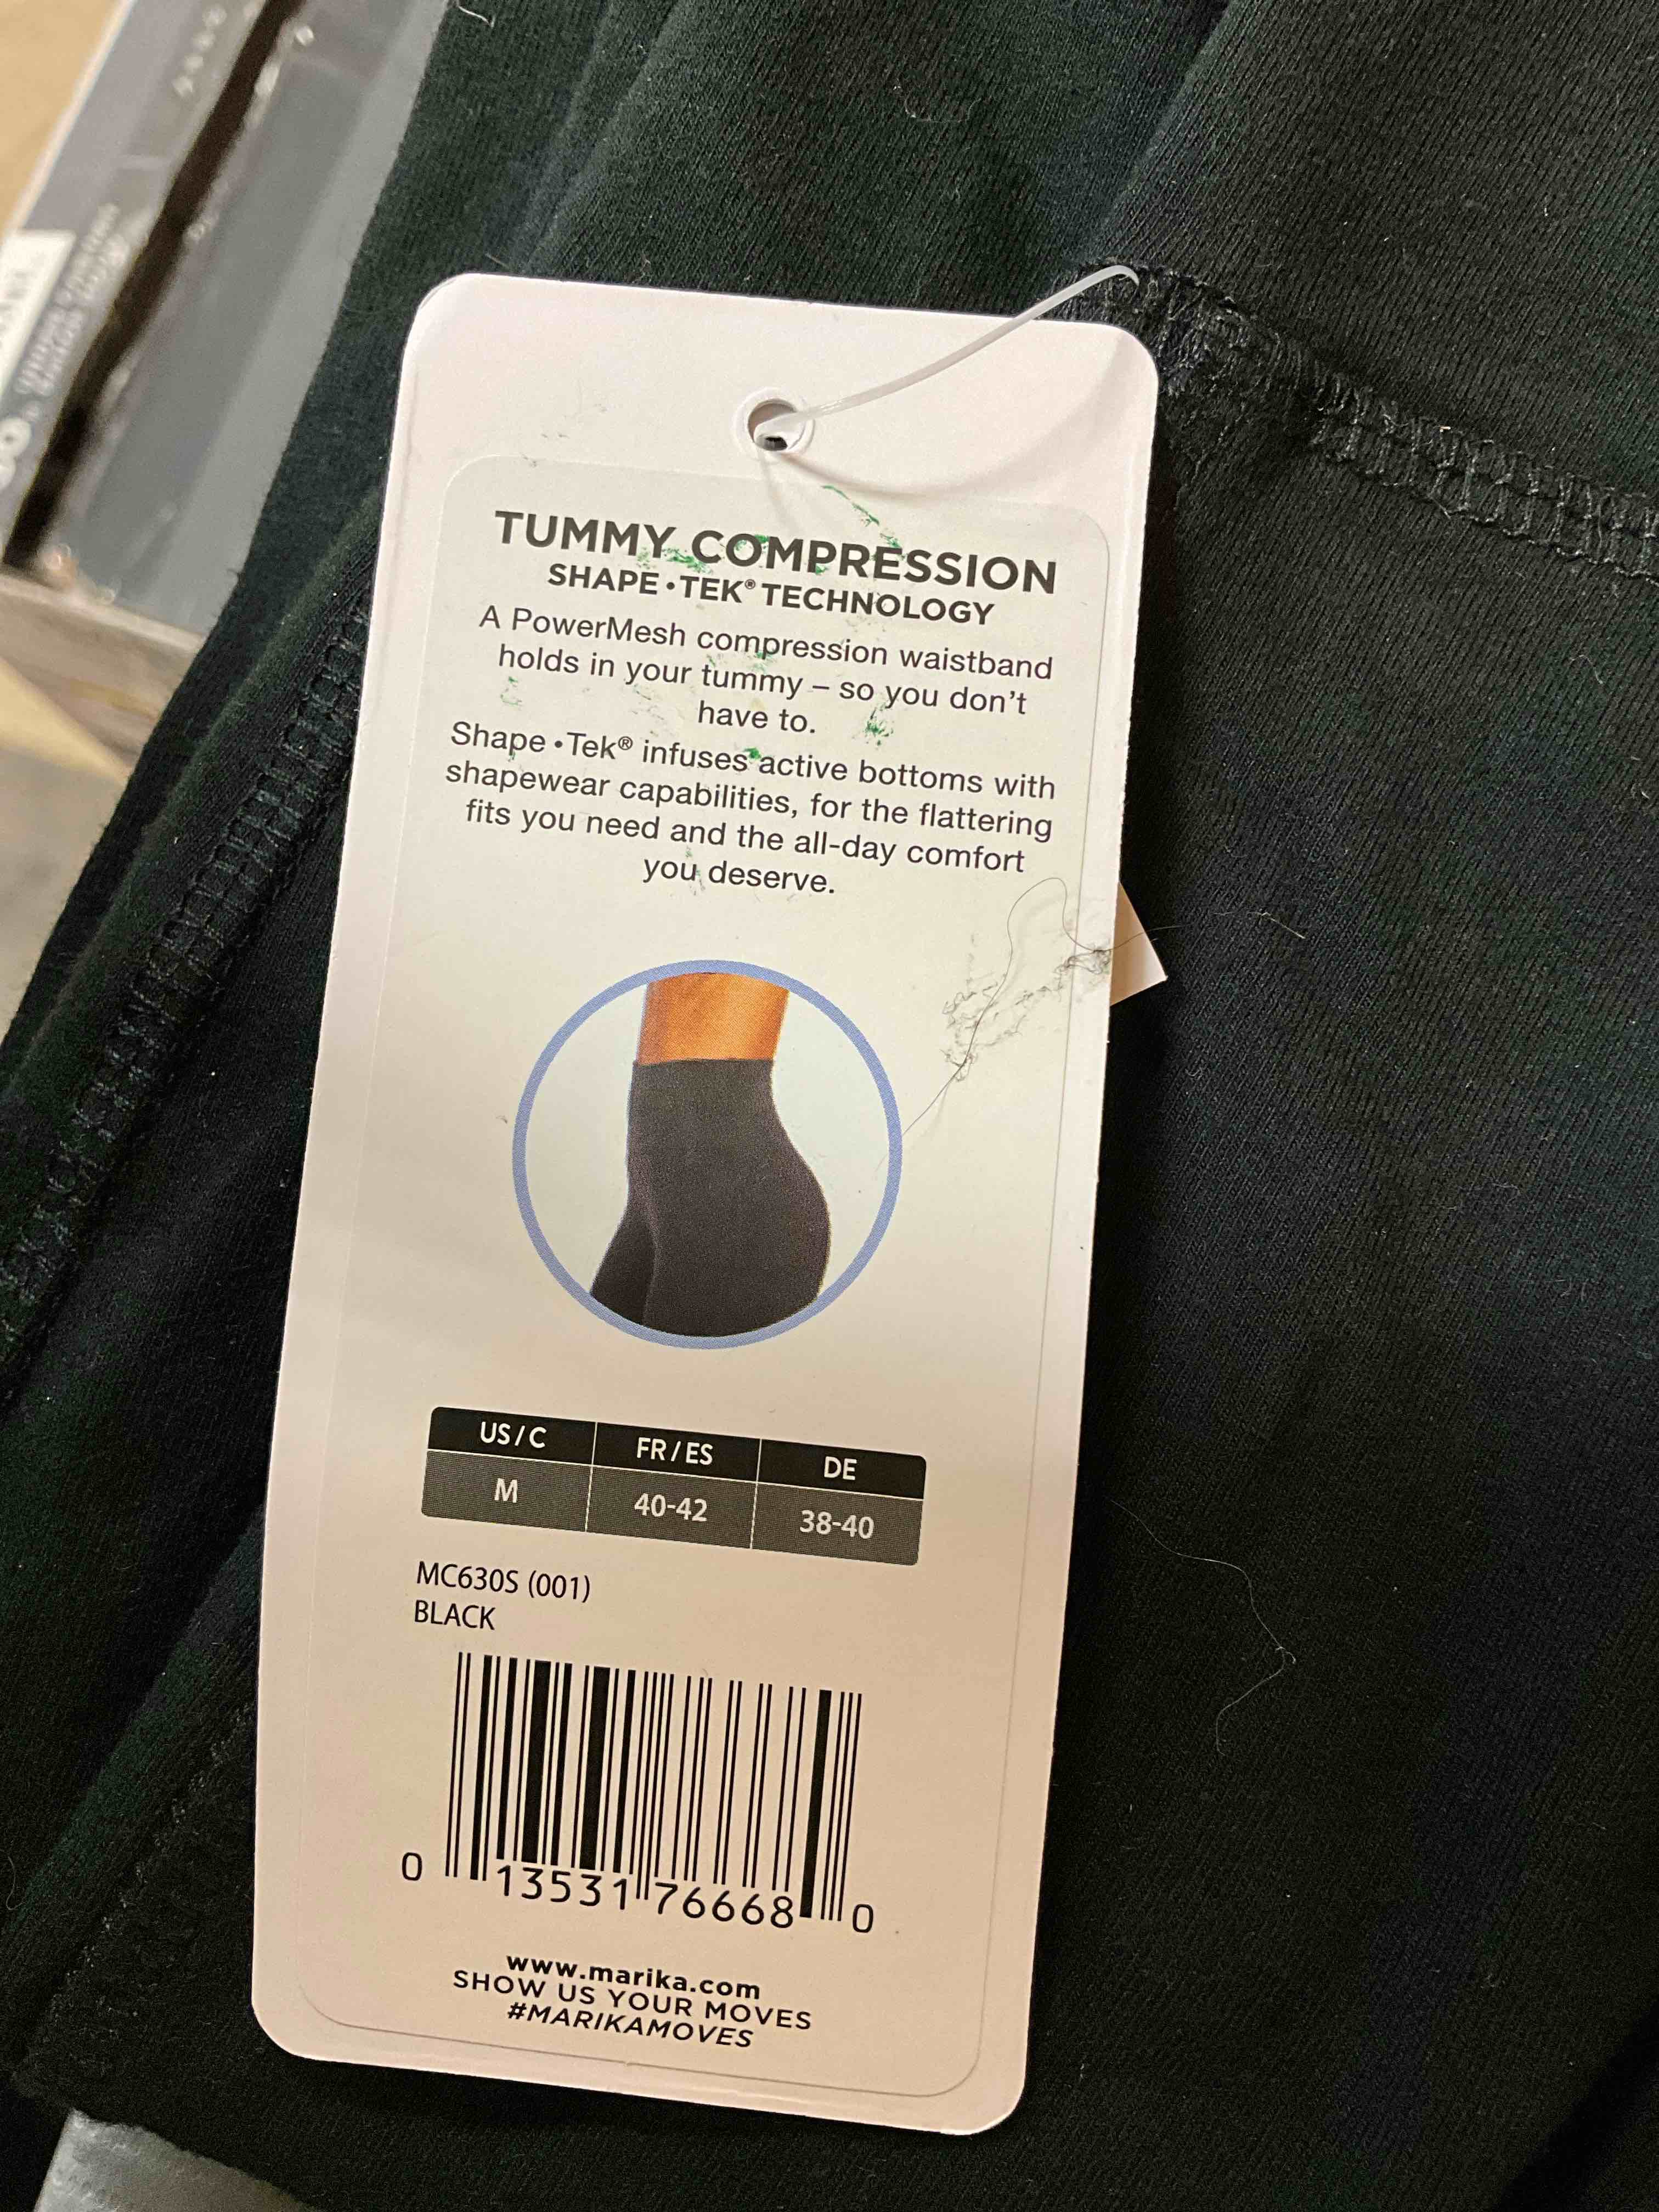 TUMMY COMPRESSION
SHAPE•TEK® TECHNOLOGY
A PowerMesh compression waistband
holds in your tummy – so you don't
have to.
Shape•Tek® infuses active bottoms with
shapewear capabilities, for the flattering
fits you need and the all-day comfort
you deserve.
US/C FR/ES DE
M 40-42 38-40
MC630S (001)
BLACK
0 13531 76668 0
www.marika.com
SHOW US YOUR MOVES
#MARIKAMOVES